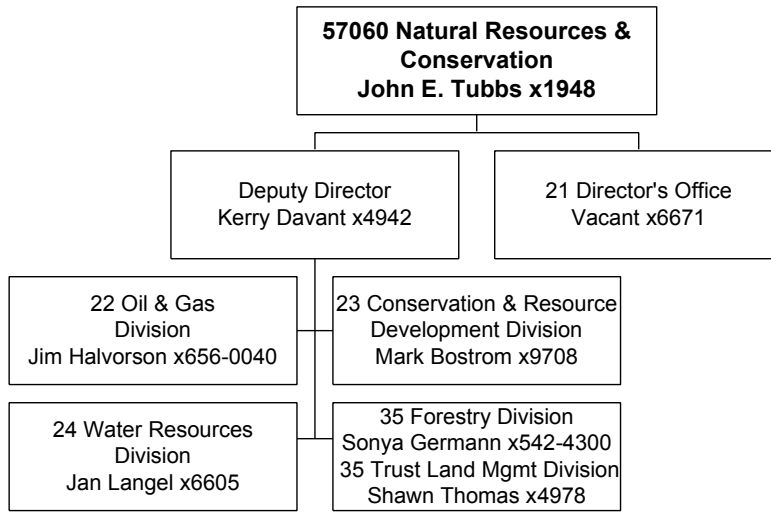 57060 Natural Resources &
Conservation
John E. Tubbs x1948
Deputy Director
Kerry Davant x4942
21 Director's Office
Vacant x6671
22 Oil & Gas
Division
Jim Halvorson x656-0040
23 Conservation & Resource
Development Division
Mark Bostrom x9708
24 Water Resources
Division
Jan Langel x6605
35 Forestry Division
Sonya Germann x542-4300
35 Trust Land Mgmt Division
Shawn Thomas x4978